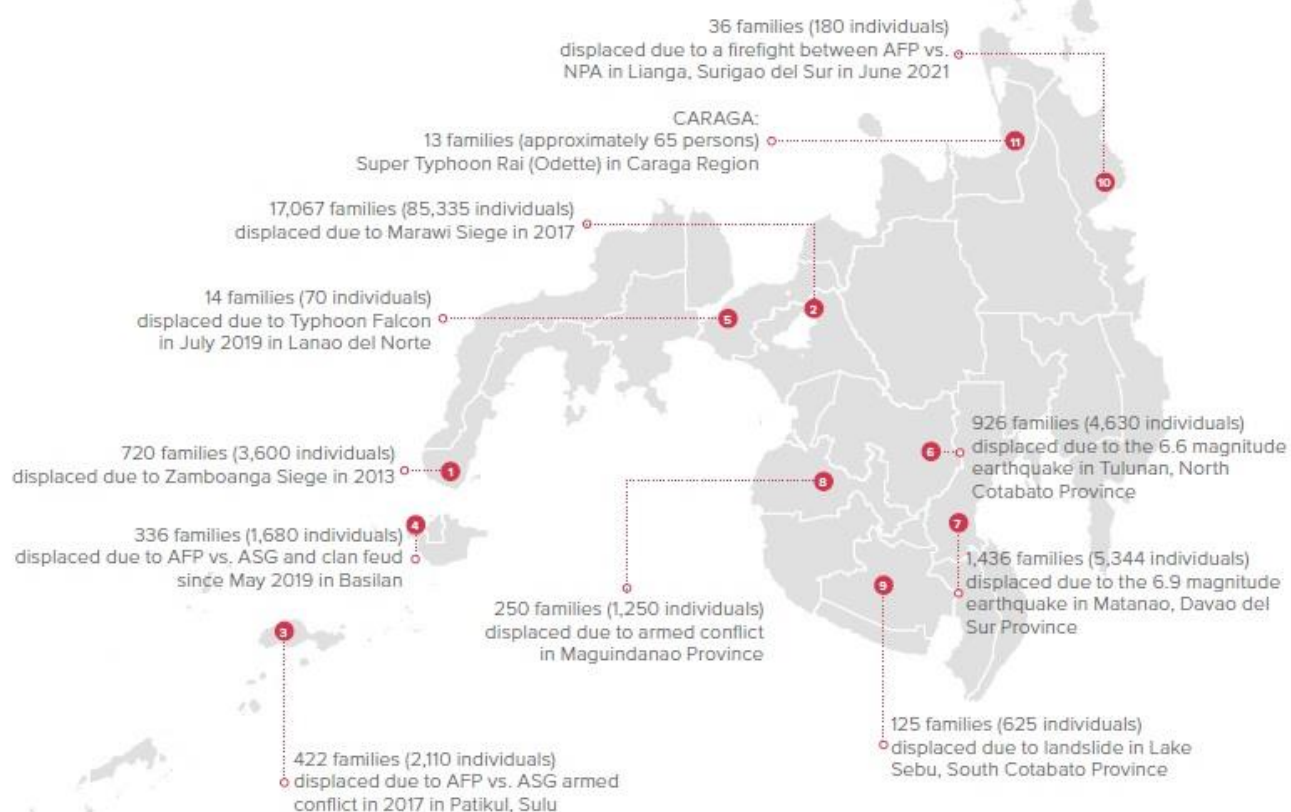 36 families (180 individuals)
displaced due to a firefight between AFP vs.
NPA in Lianga, Surigao del Sur in June 2021
CARAGA:
13 families (approximately 65 persons)
Super Typhoon Rai (Odette) in Caraga Region
11
10
17,067 families (85,335 individuals)
displaced due to Marawi Siege in 2017
14 families (70 individuals)
displaced due to Typhoon Falcon
in July 2019 in Lanao del Norte
5
2
926 families (4,630 individuals)
displaced due to the 6.6 magnitude
earthquake in Tulunan, North
Cotabato Province
6
720 families (3,600 individuals)
displaced due to Zamboanga Siege in 2013
1
8
4
336 families (1,680 individuals)
displaced due to AFP vs. ASG and clan feud
since May 2019 in Basilan
7
1,436 families (5,344 individuals)
displaced due to the 6.9 magnitude
earthquake in Matanao, Davao del
Sur Province
9
250 families (1,250 individuals)
displaced due to armed conflict
in Maguindanao Province
3
125 families (625 individuals)
displaced due to landslide in Lake
Sebu, South Cotabato Province
422 families (2,110 individuals)
displaced due to AFP vs. ASG armed
conflict in 2017 in Patikul, Sulu